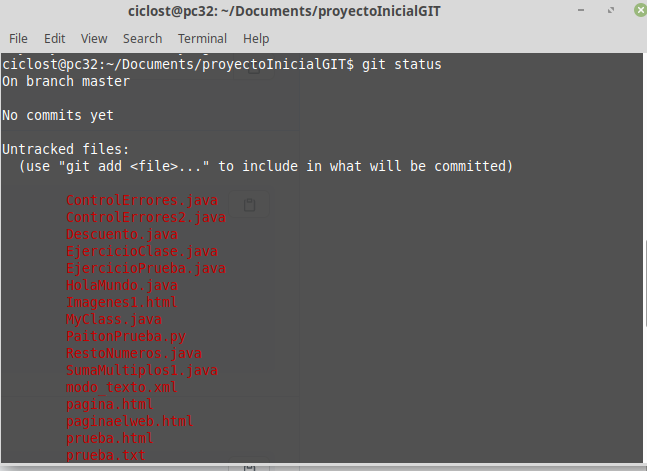 ciclost@pc32: ~/Documents/proyectoInicialGIT
File Edit View Search Terminal Help
ciclost@pc32:~/Documents/proyectoInicialGIT$ git status
On branch master
No commits yet
Untracked files:
(use "git add <file>..." to include in what will be committed)
ControlErrores.java
ControlErrores2.java
Descuento.java
EjercicioClase.java
EjercicioPrueba.java
HolaMundo.java
Imagenes1.html
MyClass.java
PaitonPrueba.py
RestoNumeros.java
SumaMultiplos1.java
modo_texto.xml
pagina.html
paginaelweb.html
prueba.html
prueba.txt